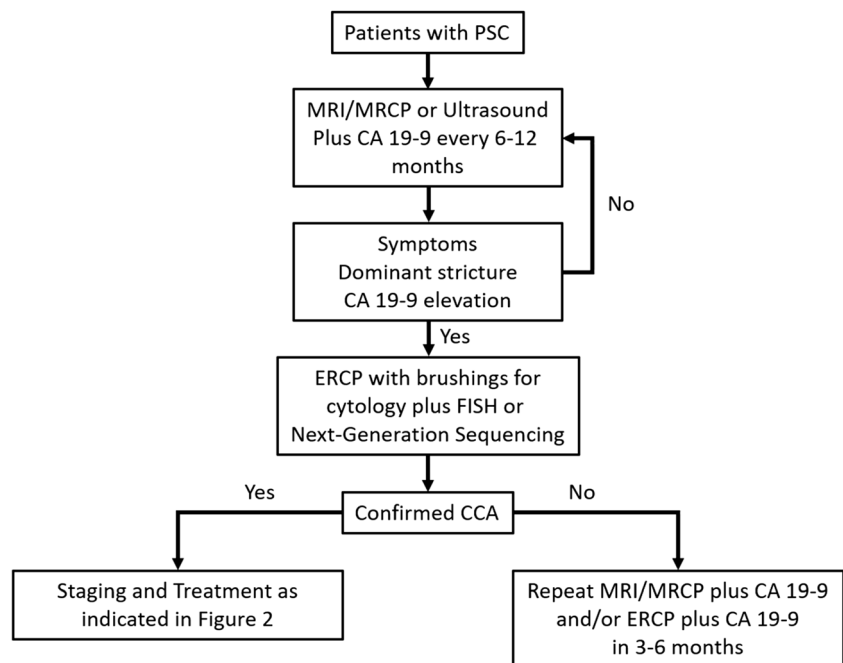 Patients with PSC
MRI/MRCP or Ultrasound
Plus CA 19-9 every 6-12
months
No
Symptoms
Dominant stricture
CA 19-9 elevation
Yes
ERCP with brushings for
cytology plus FISH or
Next-Generation Sequencing
Yes
No
Confirmed CCA
Staging and Treatment as
indicated in Figure 2
Repeat MRI/MRCP plus CA 19-9
and/or ERCP plus CA 19-9
in 3-6 months